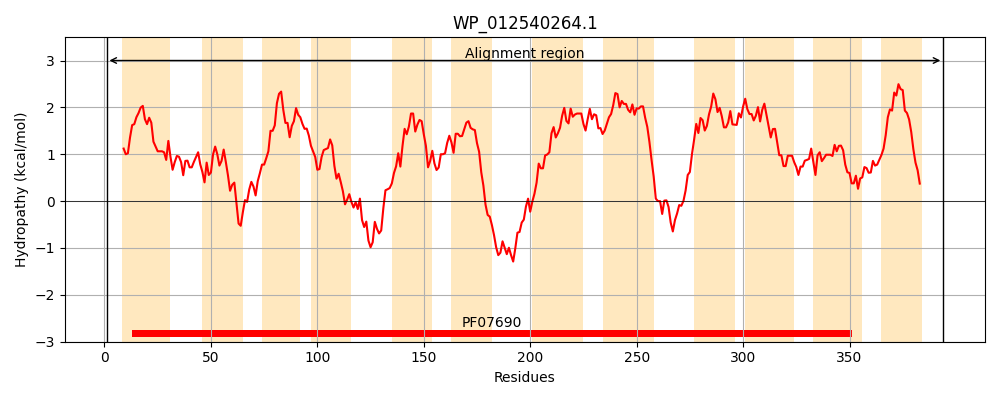 WP_012540264.1
Alignment region
Hydropathy (kcal/mol)
3
2
1
0
−1
−2
−3
PF07690
0 50 100 150 200 250 300 350
Residues